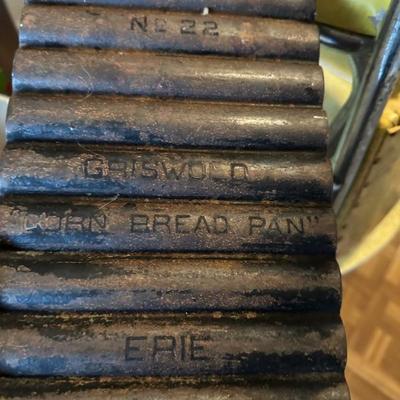 No 22
GRISWOLD
"CORN BREAD PAN"
ERIE